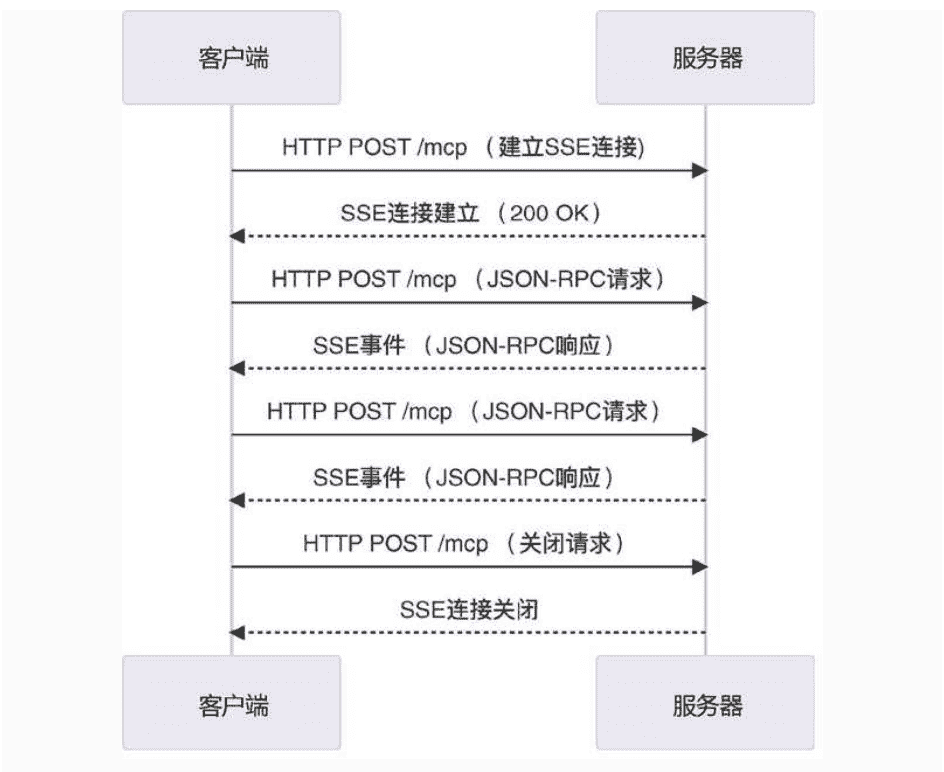 客户端 服务器
HTTP POST /mcp （建立SSE连接)
SSE连接建立 （200 OK）
HTTP POST /mcp （JSON-RPC请求）
SSE事件 （JSON-RPC响应）
HTTP POST /mcp （JSON-RPC请求）
SSE事件 （JSON-RPC响应）
HTTP POST /mcp （关闭请求）
SSE连接关闭
客户端 服务器